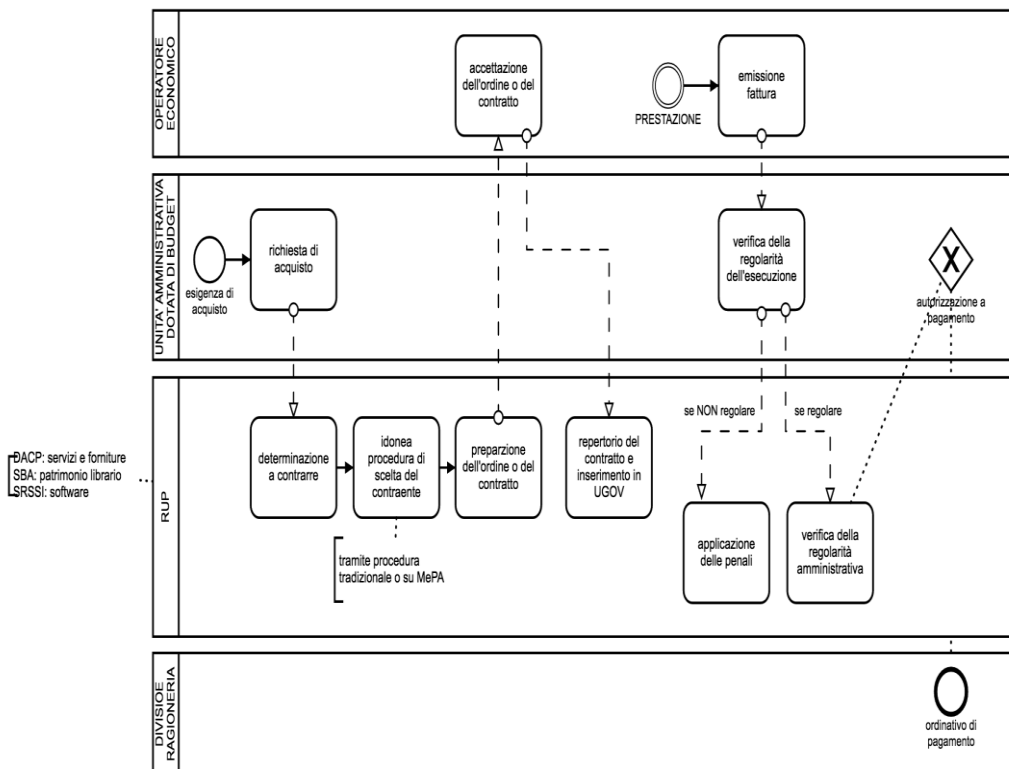 OPERATORE
ECONOMICO
accettazione
dell'ordine o del
contratto
PRESTAZIONE
emissione
fattura
UNITA' AMMINISTRATIVA
DOTATA DI BUDGET
esigenza di
acquisto
richiesta di
acquisto
verifica della
regolarità
dell'esecuzione
X
autorizzazione a
pagamento
DACP: servizi e forniture
SBA: patrimonio librario
SRSSI: software
RUP
determinazione
a contrarre
idonea
procedura di
scelta del
contraente
preparzione
dell'ordine o del
contratto
repertorio del
contratto e
inserimento in
UGOV
se NON regolare
se regolare
applicazione
delle penali
verifica della
regolarità
amministrativa
tramite procedura
tradizionale o su MePA
DIVISIOE
RAGIONERIA
ordinativo di
pagamento